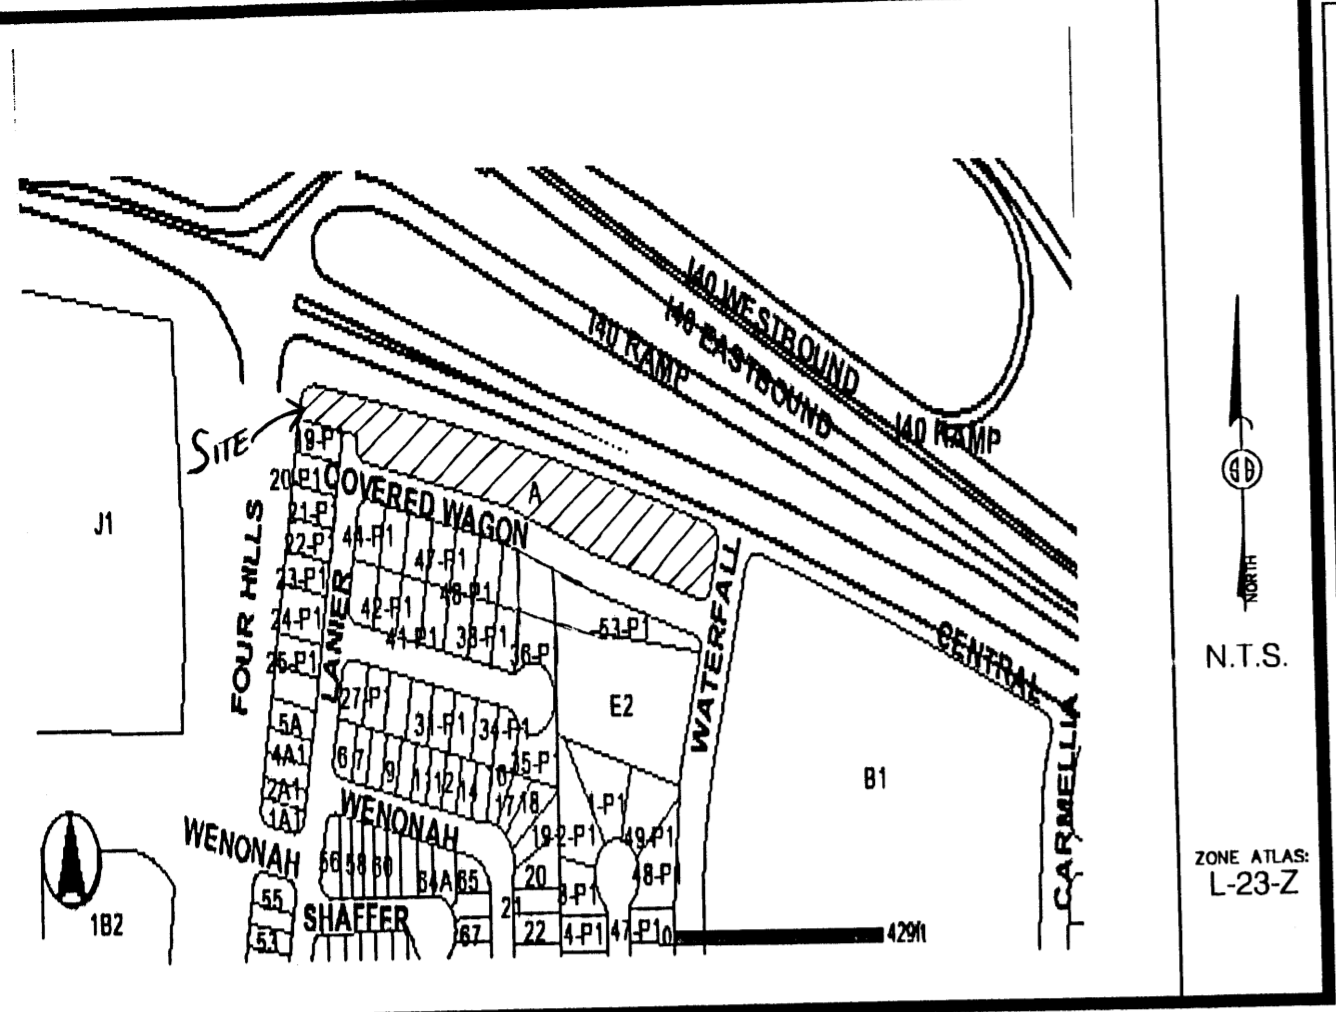 I40 WESTBOUND
I40 EASTBOUND
I40 RAMP
I40 RAMP
SITE
19-P
COVERED WAGON
A
20-P1
21-P
22-P
23-P1
24-P1
25-P1
J1
FOUR HILLS
LANIER
44-P1
47-P1
48-P1
42-P1
41-P1
38-P1
36-P
53-P1
WATERFALL
CENTRAL
CARMELLIA
E2
B1
27-P1
31-P1
34-P1
35-P1
5A
4A1
2A1
1A1
6 7 9 11 12 14 17 18
1-P1
19 2-P1
49-P1
48-P1
WENONAH
WENONAH
56 58 60 64A 65
20
21
3-P1
55
SHAFFER
53
67
22
4-P1
47-P1
0
429ft
1B2
SB
NORTH
N.T.S.
ZONE ATLAS:
L-23-Z